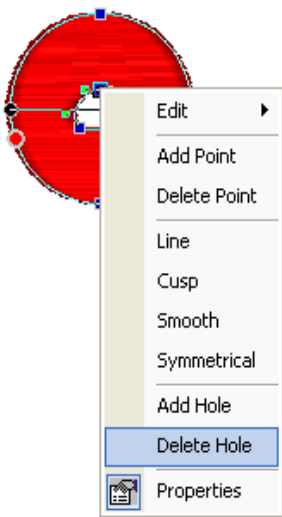 Edit
Add Point
Delete Point
Line
Cusp
Smooth
Symmetrical
Add Hole
Delete Hole
Properties